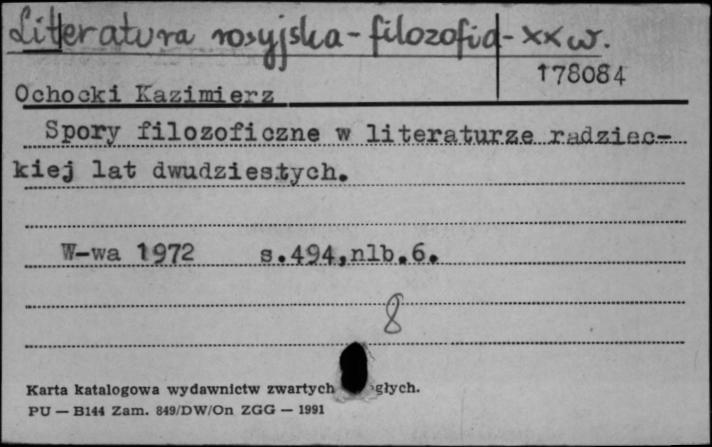 Literatura rosyjska - filozofia - XX w.
178084
Ochocki Kazimierz
Spory filozoficzne w literaturze radziec-
kiej lat dwudziestych.
W-wa 1972 s.494,nlb.6.
8
Karta katalogowa wydawnictw zwartych głych.
PU — B144 Zam. 849/DW/On ZGG — 1991